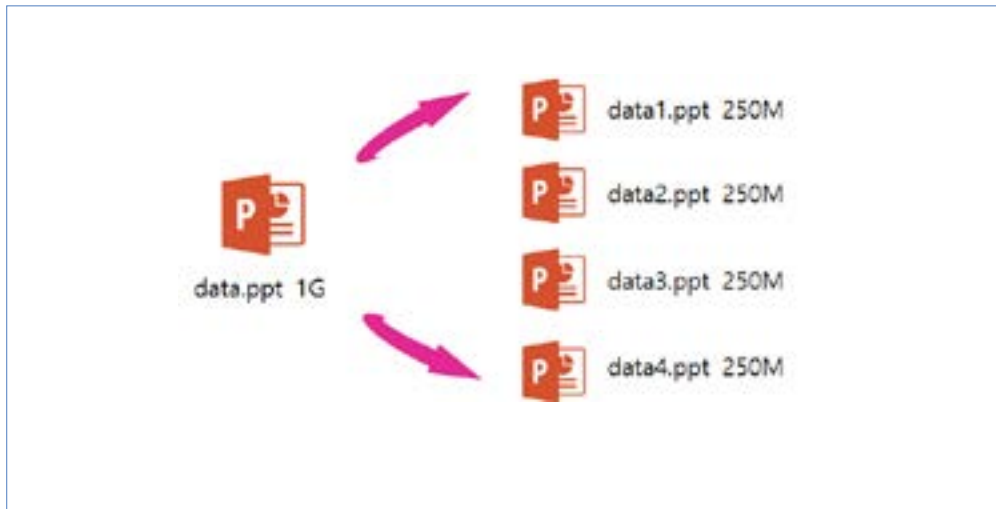 data1.ppt 250M
data2.ppt 250M
data.ppt 1G
data3.ppt 250M
data4.ppt 250M